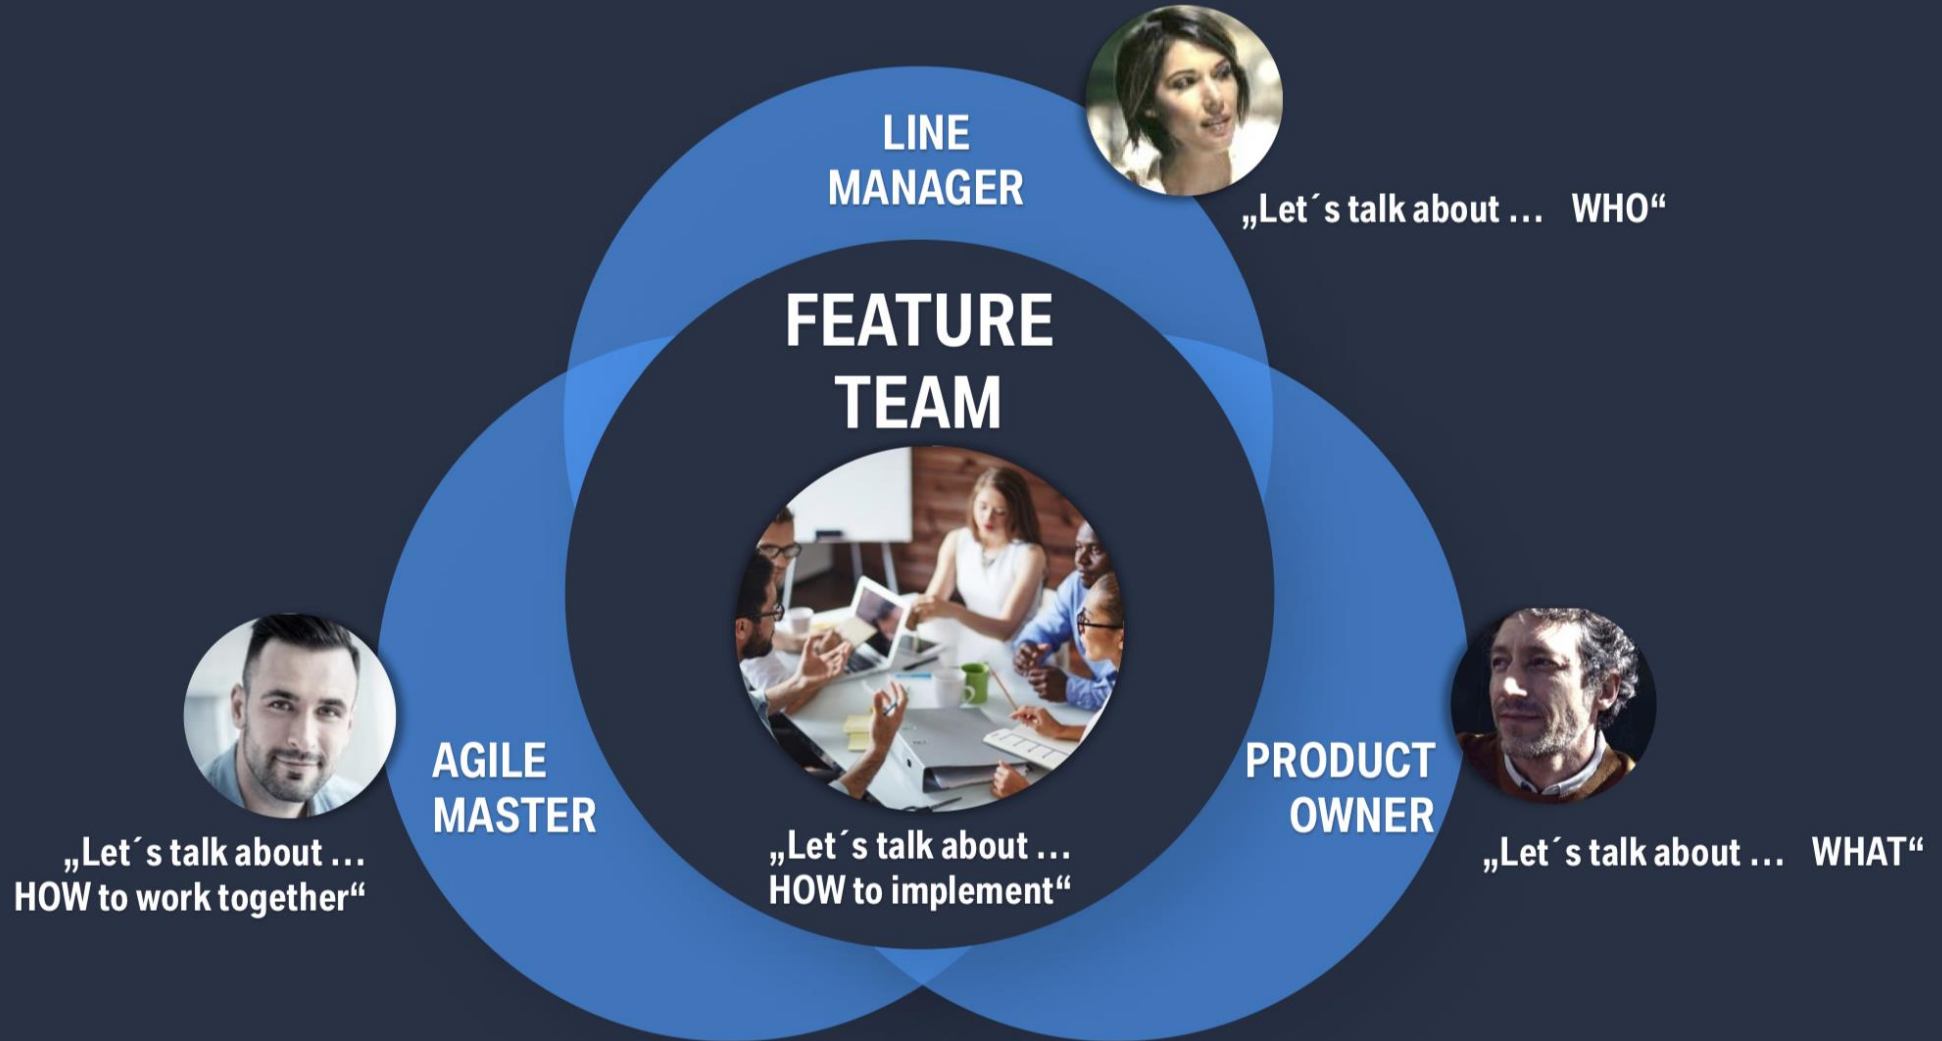 LINE
MANAGER
„Let´s talk about ... WHO“
FEATURE
TEAM
AGILE
MASTER
„Let´s talk about ...
HOW to work together“
„Let´s talk about ...
HOW to implement“
PRODUCT
OWNER
„Let´s talk about ... WHAT“